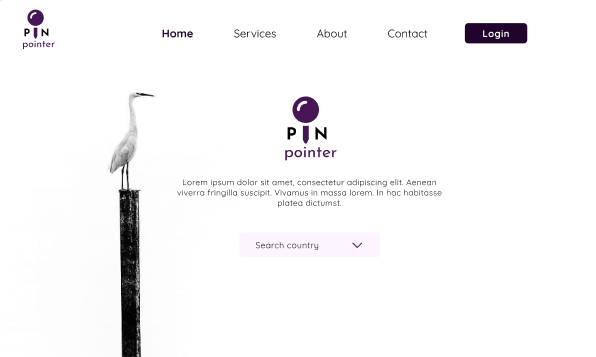 PIN
pointer
Home
Services
About
Contact
Login
PIN
pointer
Lorem ipsum dolor sit amet, consectetur adipiscing elit. Aenean
viverra fringilla suscipit. Vivamus in massa lorem. In hac habitasse
platea dictumst.
Search country